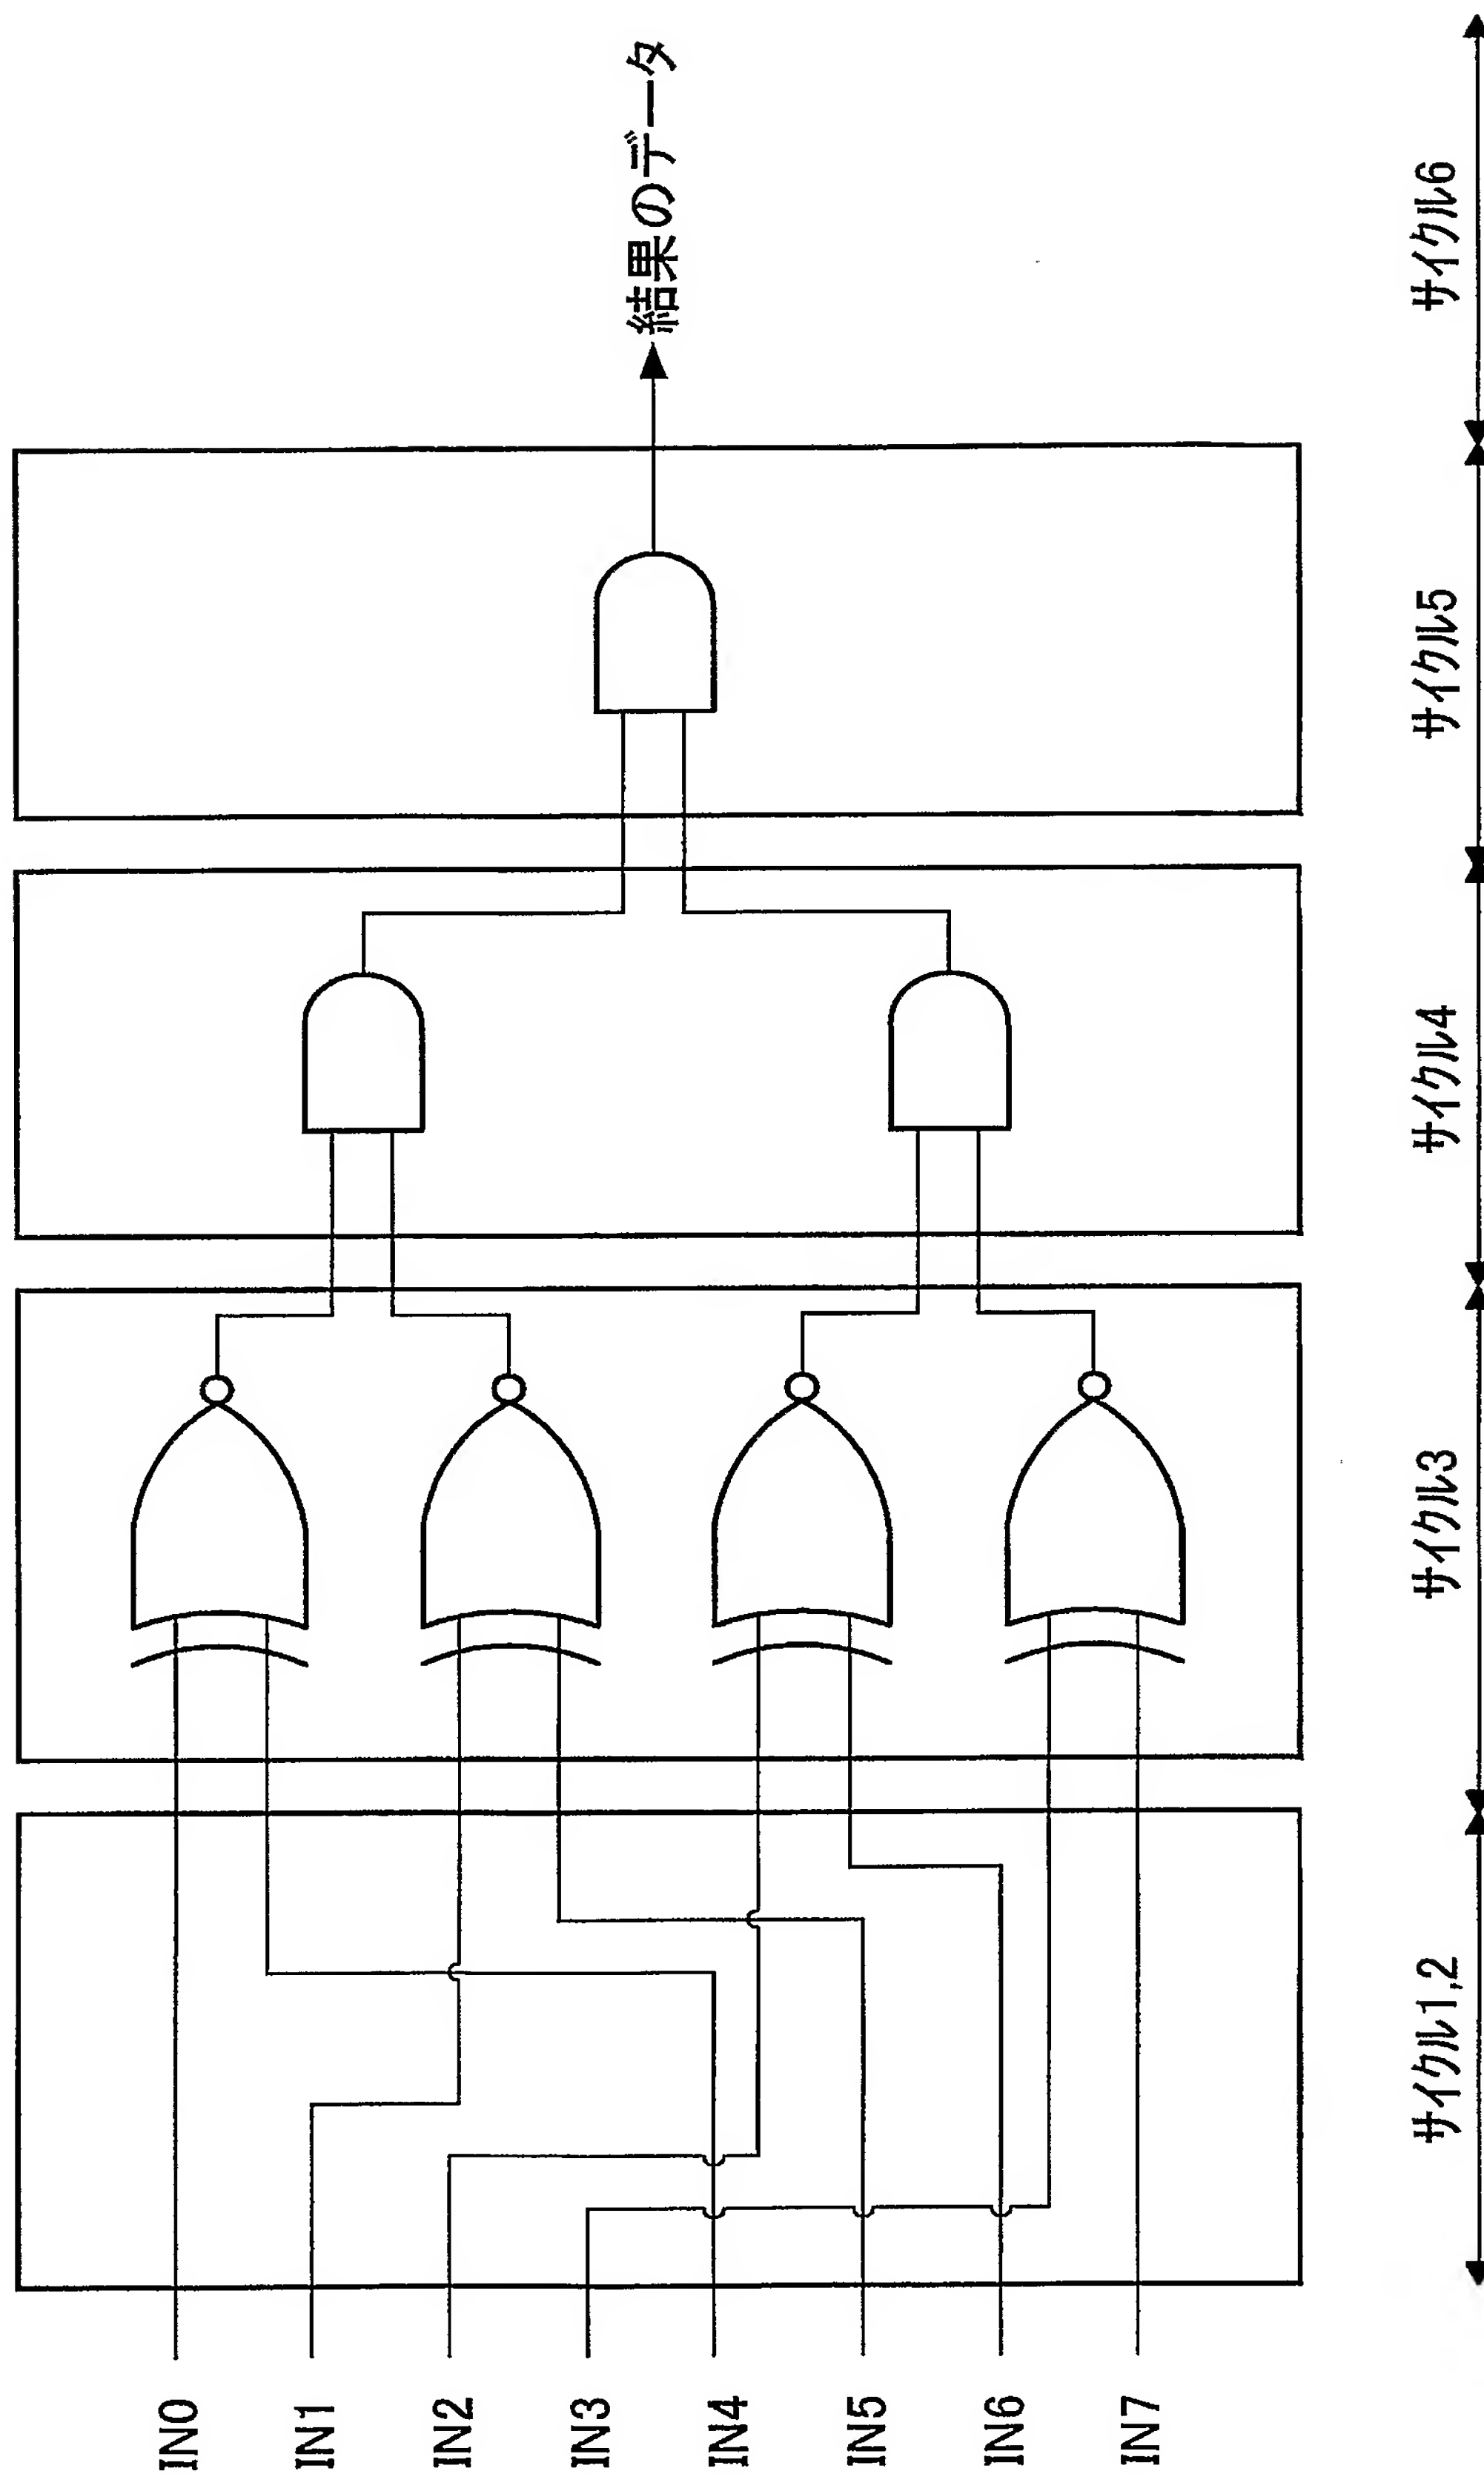 IN0
IN1
IN2
IN3
IN4
IN5
IN6
IN7
結果のデータ
サイクル1,2
サイクル3
サイクル4
サイクル5
サイクル6